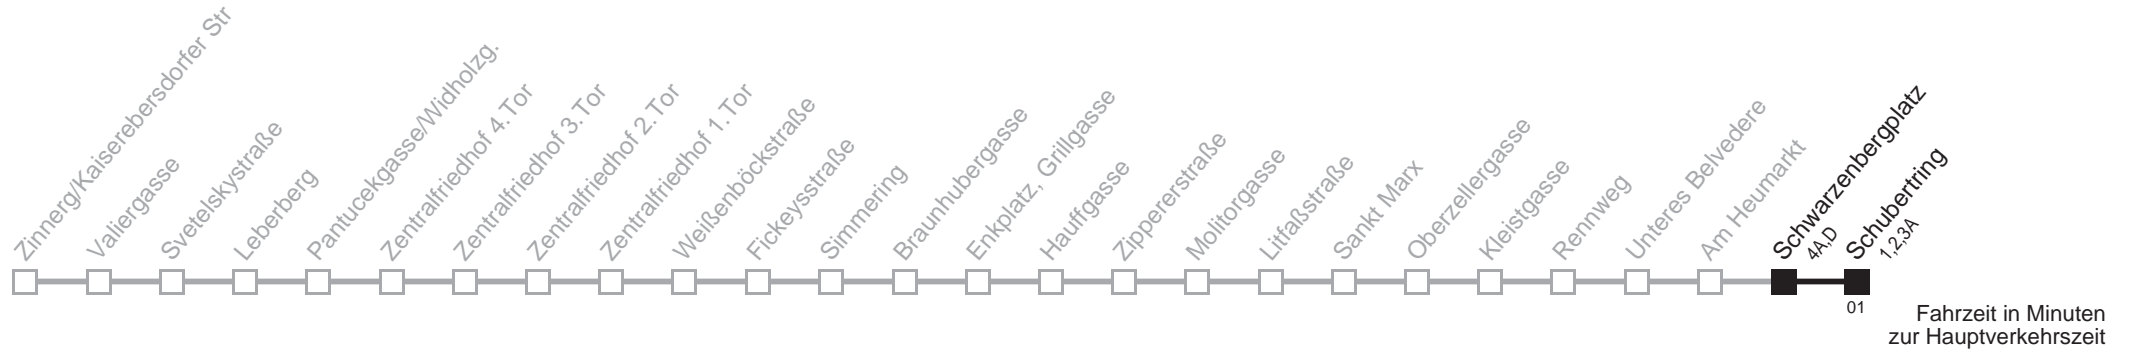 Zinnerg/Kaiserebersdorfer Str
Valiergasse
Svetelskystraße
Leberberg
Pantucekgasse/Widholzg.
Zentralfriedhof 4.Tor
Zentralfriedhof 3.Tor
Zentralfriedhof 2.Tor
Zentralfriedhof 1.Tor
Weißenböckstraße
Fickeysstraße
Simmering
Braunhubergasse
Enkplatz, Grillgasse
Hauffgasse
Zippererstraße
Molitorgasse
Litfaßstraße
Sankt Marx
Oberzellergasse
Kleistgasse
Rennweg
Unteres Belvedere
Am Heumarkt
Schwarzenbergplatz
4A,D
Schubertring
1,2,3A
01
Fahrzeit in Minuten
zur Hauptverkehrszeit